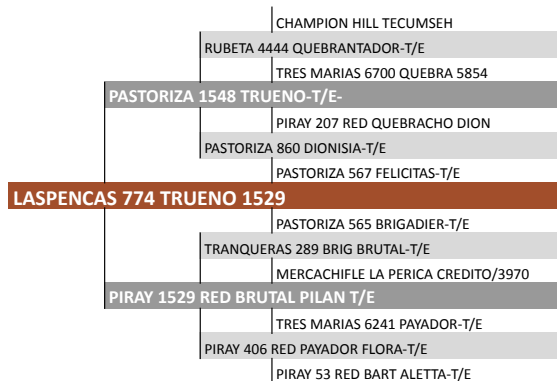 CHAMPION HILL TECUMSEH
RUBETA 4444 QUEBRANTADOR-T/E
TRES MARIAS 6700 QUEBRA 5854
PASTORIZA 1548 TRUENO-T/E-
PIRAY 207 RED QUEBRACHO DION
PASTORIZA 860 DIONISIA-T/E
PASTORIZA 567 FELICITAS-T/E
LASPENCAS 774 TRUENO 1529
PASTORIZA 565 BRIGADIER-T/E
TRANQUERAS 289 BRIG BRUTAL-T/E
MERCACHIFLE LA PERICA CREDITO/3970
PIRAY 1529 RED BRUTAL PILAN T/E
TRES MARIAS 6241 PAYADOR-T/E
PIRAY 406 RED PAYADOR FLORA-T/E
PIRAY 53 RED BART ALETTA-T/E